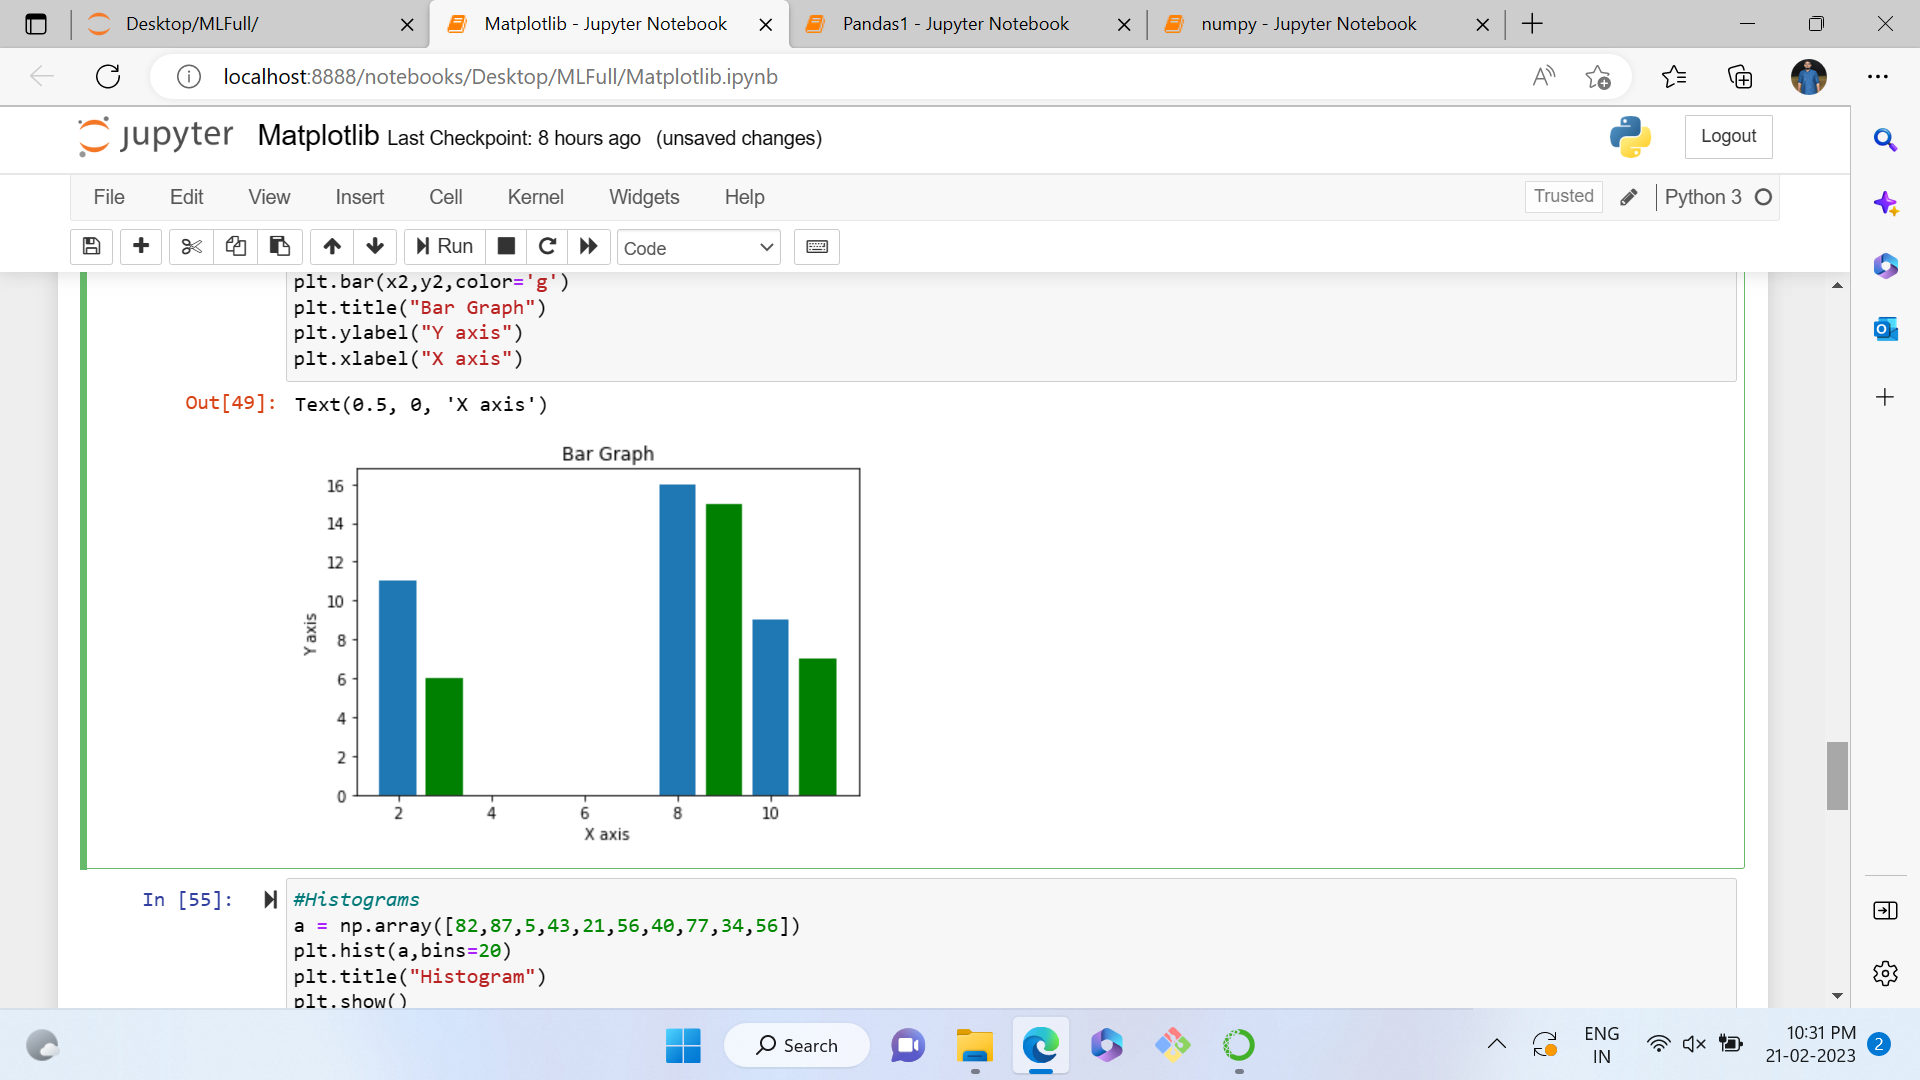 Desktop/MLFull/
Matplotlib - Jupyter Notebook
Pandas1 - Jupyter Notebook
numpy - Jupyter Notebook
localhost:8888/notebooks/Desktop/MLFull/Matplotlib.ipynb
jupyter Matplotlib Last Checkpoint: 8 hours ago (unsaved changes)
Logout
File Edit View Insert Cell Kernel Widgets Help
Trusted
Python 3
Run
Code
plt.bar(x2,y2,color='g')
plt.title("Bar Graph")
plt.ylabel("Y axis")
plt.xlabel("X axis")
Out[49]: Text(0.5, 0, 'X axis')
Bar Graph
16
14
12
10
8
6
4
2
0
Y axis
2 4 6 8 10
X axis
In [55]:
#Histograms
a = np.array([82,87,5,43,21,56,40,77,34,56])
plt.hist(a,bins=20)
plt.title("Histogram")
plt.show()
Search
ENG
IN
10:31 PM
21-02-2023
2